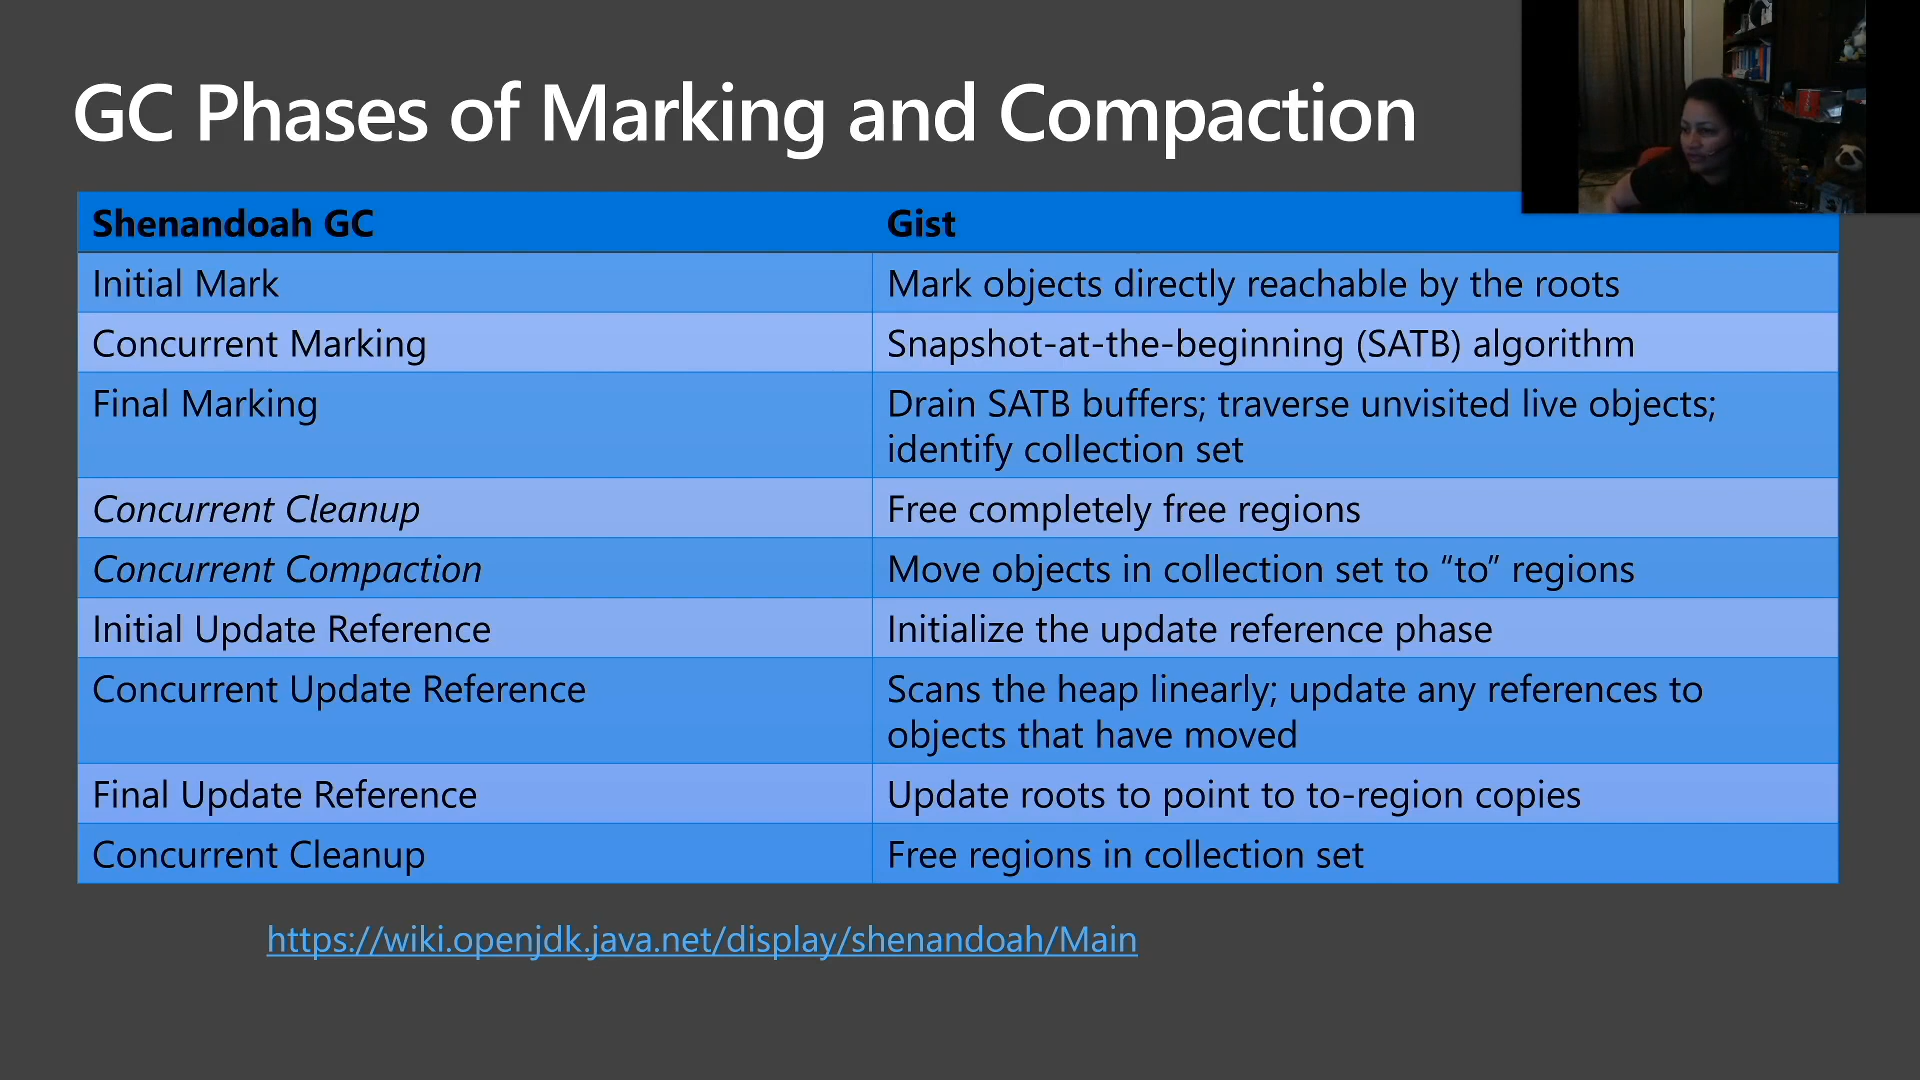 GC Phases of Marking and Compaction
Shenandoah GC
Gist
Initial Mark
Mark objects directly reachable by the roots
Concurrent Marking
Snapshot-at-the-beginning (SATB) algorithm
Final Marking
Drain SATB buffers; traverse unvisited live objects;
identify collection set
Concurrent Cleanup
Free completely free regions
Concurrent Compaction
Move objects in collection set to “to” regions
Initial Update Reference
Initialize the update reference phase
Concurrent Update Reference
Scans the heap linearly; update any references to
objects that have moved
Final Update Reference
Update roots to point to to-region copies
Concurrent Cleanup
Free regions in collection set
https://wiki.openjdk.java.net/display/shenandoah/Main